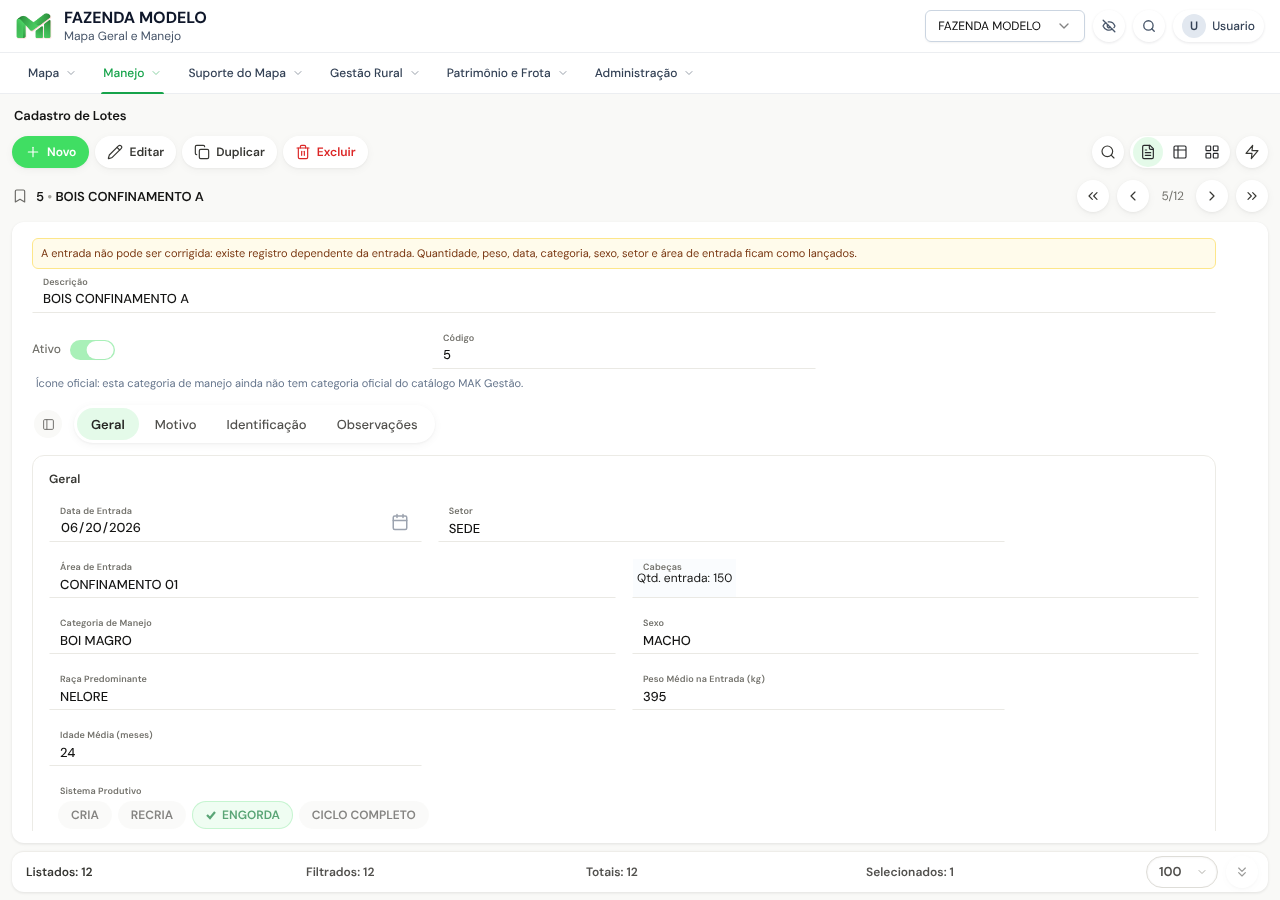 FAZENDA MODELO
Mapa Geral e Manejo
FAZENDA MODELO
U Usuario
Mapa Manejo Suporte do Mapa Gestão Rural Patrimônio e Frota Administração
Cadastro de Lotes
Novo Editar Duplicar Excluir
5 • BOIS CONFINAMENTO A
5/12
A entrada não pode ser corrigida: existe registro dependente da entrada. Quantidade, peso, data, categoria, sexo, setor e área de entrada ficam como lançados.
Descrição
BOIS CONFINAMENTO A
Ativo
Código
5
Ícone oficial: esta categoria de manejo ainda não tem categoria oficial do catálogo MAK Gestão.
Geral Motivo Identificação Observações
Geral
Data de Entrada
06/20/2026
Setor
SEDE
Área de Entrada
CONFINAMENTO 01
Cabeças
Qtd. entrada: 150
Categoria de Manejo
BOI MAGRO
Sexo
MACHO
Raça Predominante
NELORE
Peso Médio na Entrada (kg)
395
Idade Média (meses)
24
Sistema Produtivo
CRIA RECRIA ENGORDA CICLO COMPLETO
Listados: 12 Filtrados: 12 Totais: 12 Selecionados: 1 100